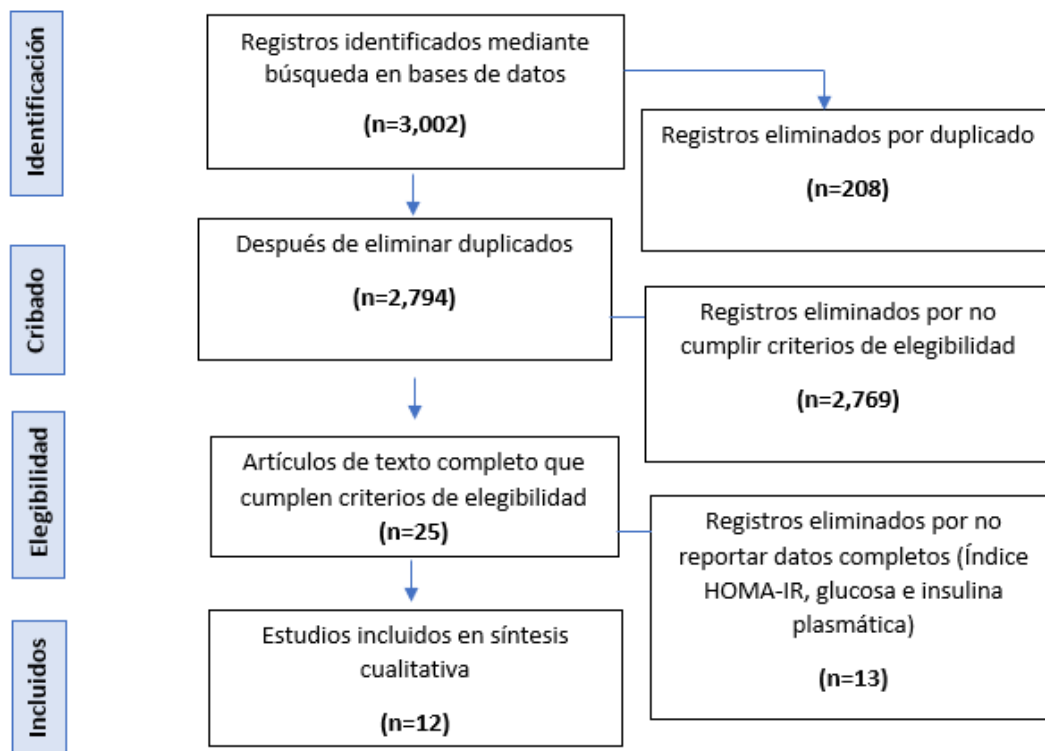 Identificación
Registros identificados mediante
búsqueda en bases de datos
(n=3,002)
Registros eliminados por duplicado
(n=208)
Cribado
Después de eliminar duplicados
(n=2,794)
Registros eliminados por no
cumplir criterios de elegibilidad
(n=2,769)
Elegibilidad
Artículos de texto completo que
cumplen criterios de elegibilidad
(n=25)
Registros eliminados por no
reportar datos completos (Índice
HOMA-IR, glucosa e insulina
plasmática)
(n=13)
Incluidos
Estudios incluidos en síntesis
cualitativa
(n=12)